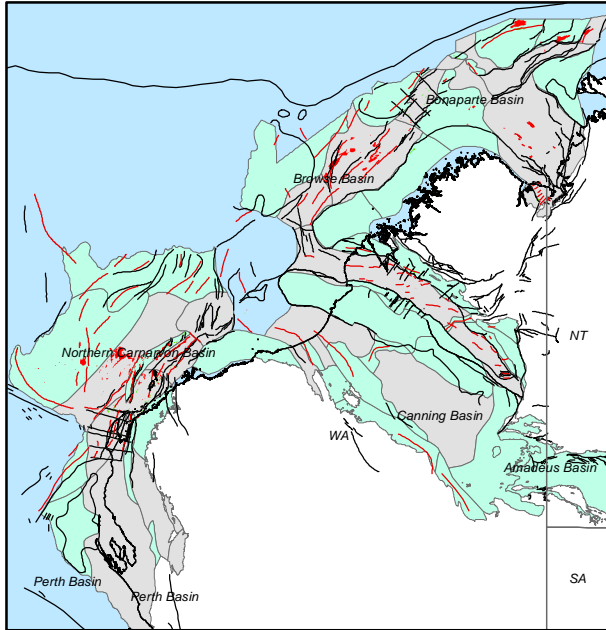 Bonaparte Basin
Browse Basin
NT
Northern Carnarvon Basin
Canning Basin
WA
Amadeus Basin
Perth Basin
SA
Perth Basin